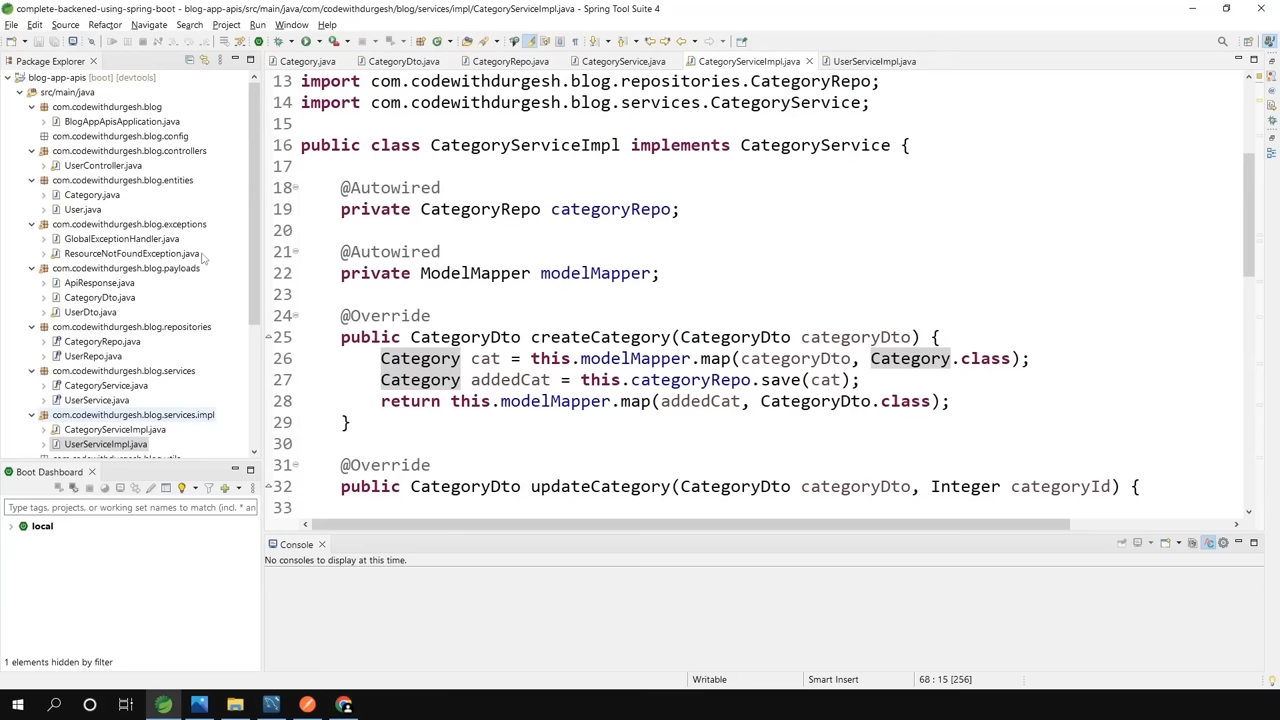 complete-backened-using-spring-boot - blog-app-apis/src/main/java/com/codewithdurgesh/blog/services/impl/CategoryServiceImpl.java - Spring Tool Suite 4
File Edit Source Refactor Navigate Search Project Run Window Help
Package Explorer
Category.java CategoryDto.java CategoryRepo.java CategoryService.java CategoryServiceImpl.java UserServiceImpl.java
blog-app-apis [boot] [devtools]
src/main/java
com.codewithdurgesh.blog
BlogAppApisApplication.java
com.codewithdurgesh.blog.config
com.codewithdurgesh.blog.controllers
UserController.java
com.codewithdurgesh.blog.entities
Category.java
User.java
com.codewithdurgesh.blog.exceptions
GlobalExceptionHandler.java
ResourceNotFoundException.java
com.codewithdurgesh.blog.payloads
ApiResponse.java
CategoryDto.java
UserDto.java
com.codewithdurgesh.blog.repositories
CategoryRepo.java
UserRepo.java
com.codewithdurgesh.blog.services
CategoryService.java
UserService.java
com.codewithdurgesh.blog.services.impl
CategoryServiceImpl.java
UserServiceImpl.java
13 import com.codewithdurgesh.blog.repositories.CategoryRepo;
14 import com.codewithdurgesh.blog.services.CategoryService;
15
16 public class CategoryServiceImpl implements CategoryService {
17
18 @Autowired
19 private CategoryRepo categoryRepo;
20
21 @Autowired
22 private ModelMapper modelMapper;
23
24 @Override
25 public CategoryDto createCategory(CategoryDto categoryDto) {
26 Category cat = this.modelMapper.map(categoryDto, Category.class);
27 Category addedCat = this.categoryRepo.save(cat);
28 return this.modelMapper.map(addedCat, CategoryDto.class);
29 }
30
31 @Override
32 public CategoryDto updateCategory(CategoryDto categoryDto, Integer categoryId) {
33
Boot Dashboard
Type tags, projects, or working set names to match (incl. * an
local
1 elements hidden by filter
Console
No consoles to display at this time.
Writable Smart Insert 68 : 15 [256]